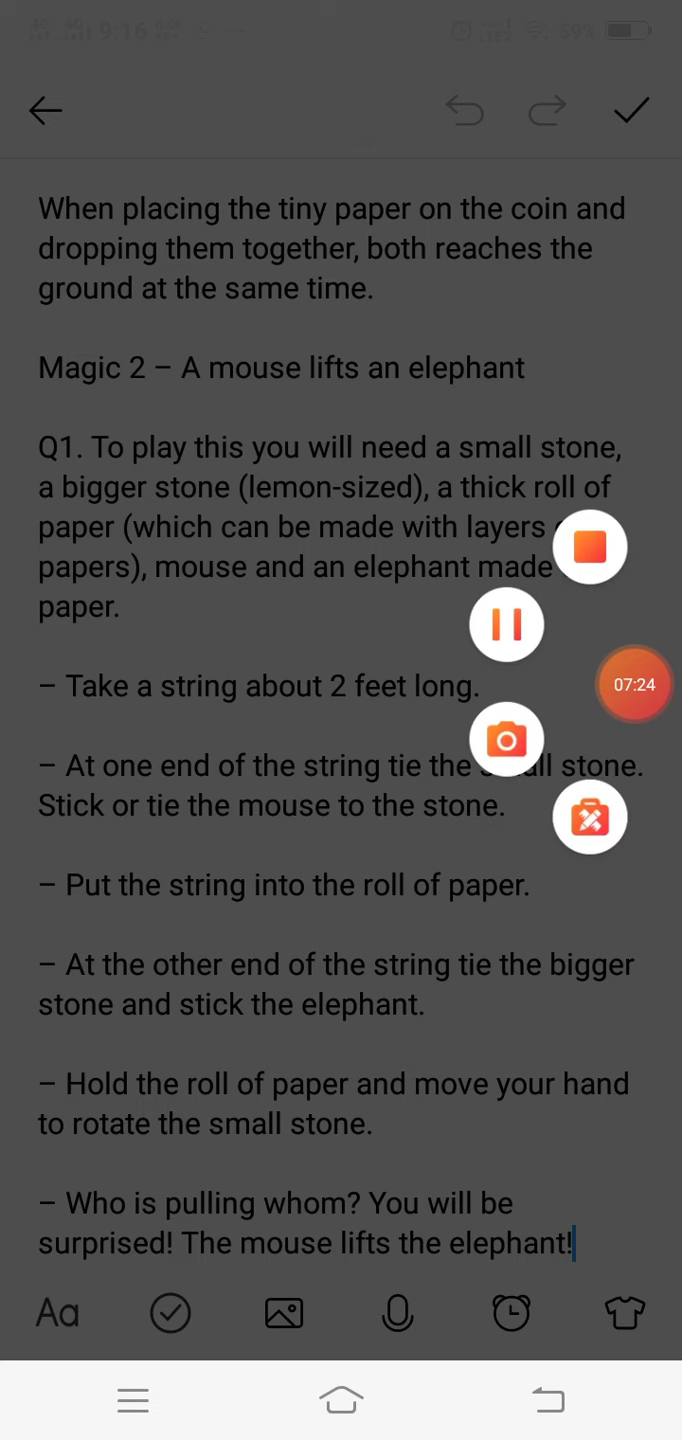 9:16
59%
When placing the tiny paper on the coin and
dropping them together, both reaches the
ground at the same time.
Magic 2 – A mouse lifts an elephant
Q1. To play this you will need a small stone,
a bigger stone (lemon-sized), a thick roll of
paper (which can be made with layers
papers), mouse and an elephant made
paper.
– Take a string about 2 feet long.
07:24
– At one end of the string tie the small stone.
Stick or tie the mouse to the stone.
– Put the string into the roll of paper.
– At the other end of the string tie the bigger
stone and stick the elephant.
– Hold the roll of paper and move your hand
to rotate the small stone.
– Who is pulling whom? You will be
surprised! The mouse lifts the elephant!
Aa